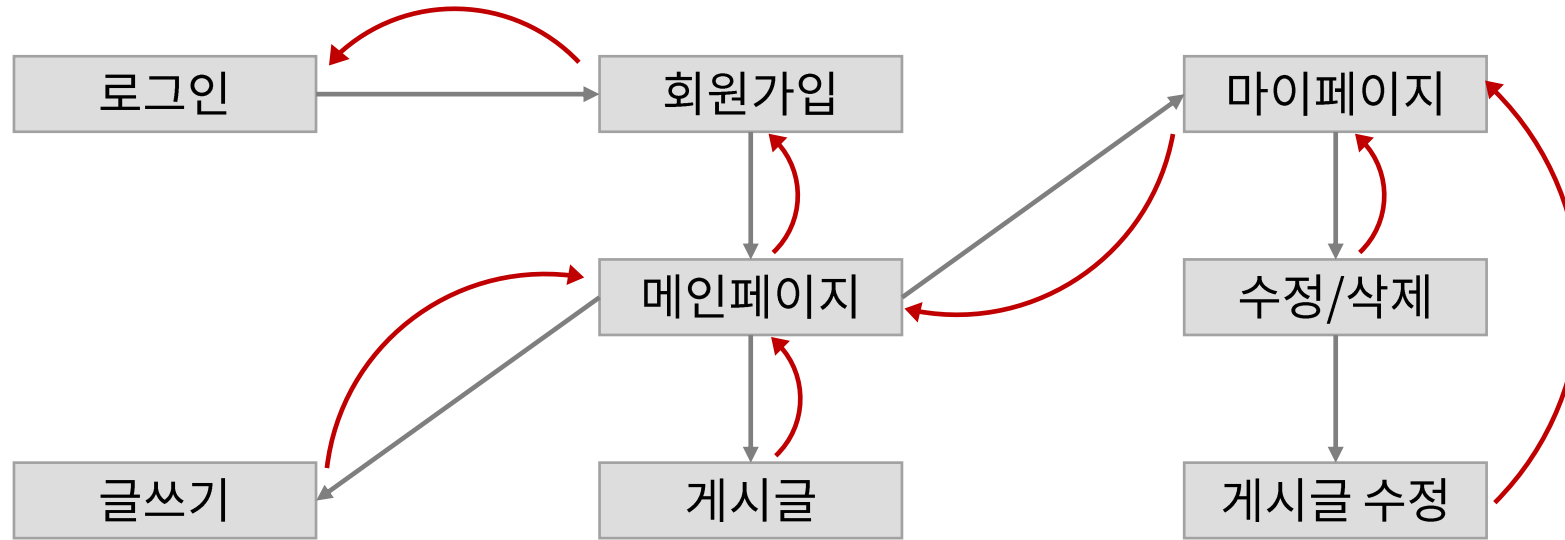 로그인
회원가입
마이페이지
메인페이지
수정/삭제
글쓰기
게시글
게시글 수정